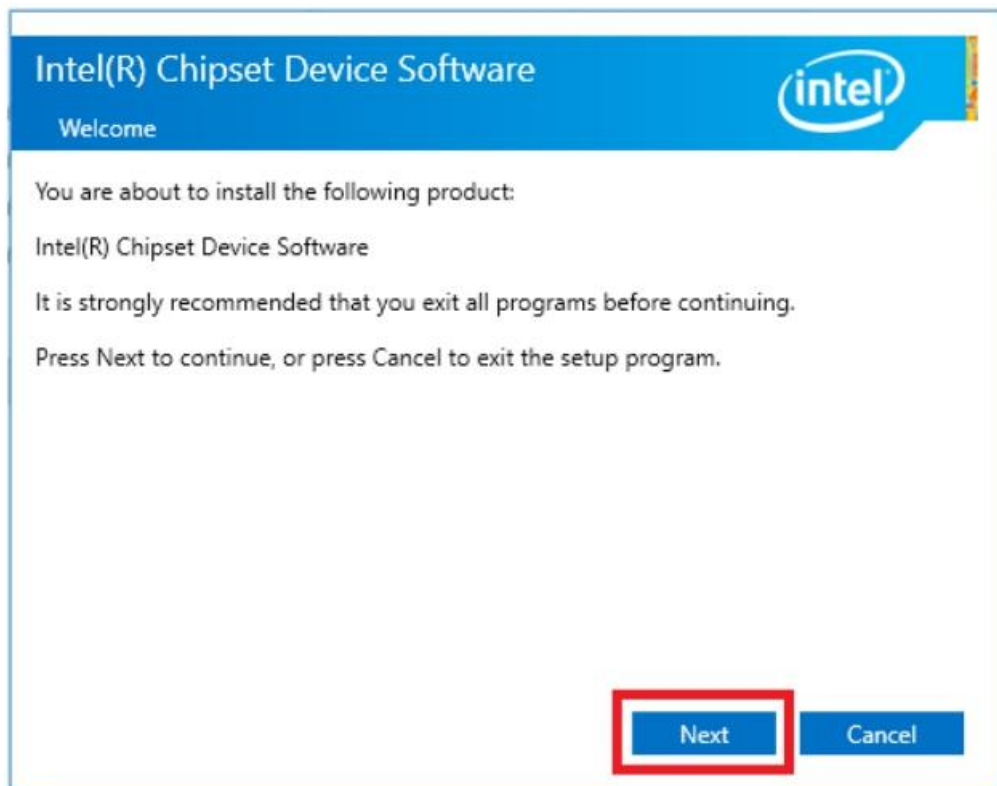 Intel(R) Chipset Device Software
intel
Welcome
You are about to install the following product:
Intel(R) Chipset Device Software
It is strongly recommended that you exit all programs before continuing.
Press Next to continue, or press Cancel to exit the setup program.
Next
Cancel